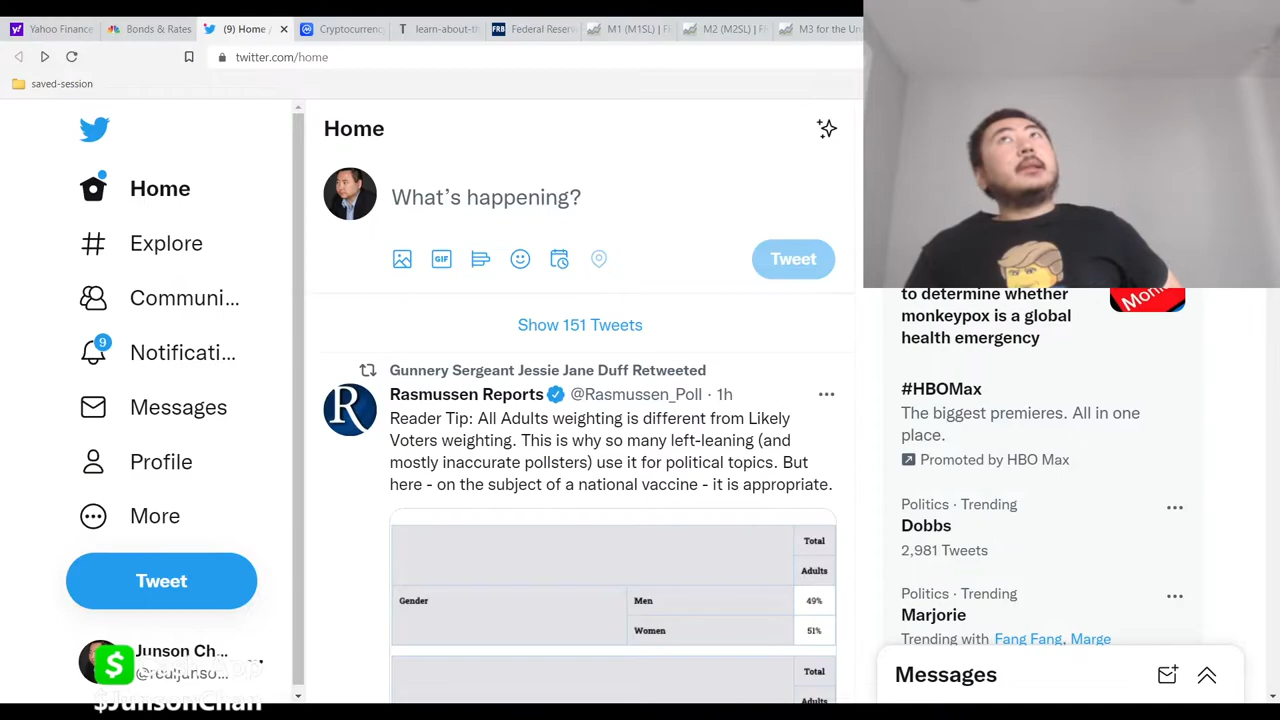 Yahoo Finance
Bonds & Rates
(9) Home /
Cryptocurrenc
learn-about-th
Federal Reserv
M1 (M1SL) | F
M2 (M2SL) | F
M3 for the Un
twitter.com/home
saved-session
Home
Explore
Communi...
9
Notificati...
Messages
Profile
More
Tweet
Junson Ch...
@realjunso...
$
$JunsonChan
Home
What's happening?
GIF
Tweet
Show 151 Tweets
Gunnery Sergeant Jessie Jane Duff Retweeted
Rasmussen Reports @Rasmussen_Poll · 1h
R
Reader Tip: All Adults weighting is different from Likely
Voters weighting. This is why so many left-leaning (and
mostly inaccurate pollsters) use it for political topics. But
here - on the subject of a national vaccine - it is appropriate.
Total
Adults
Gender Men 49%
Women 51%
Total
Adults
to determine whether
monkeypox is a global
health emergency
#HBOMax
The biggest premieres. All in one
place.
Promoted by HBO Max
Politics · Trending
Dobbs
2,981 Tweets
Politics · Trending
Marjorie
Trending with Fang Fang, Marge
Messages